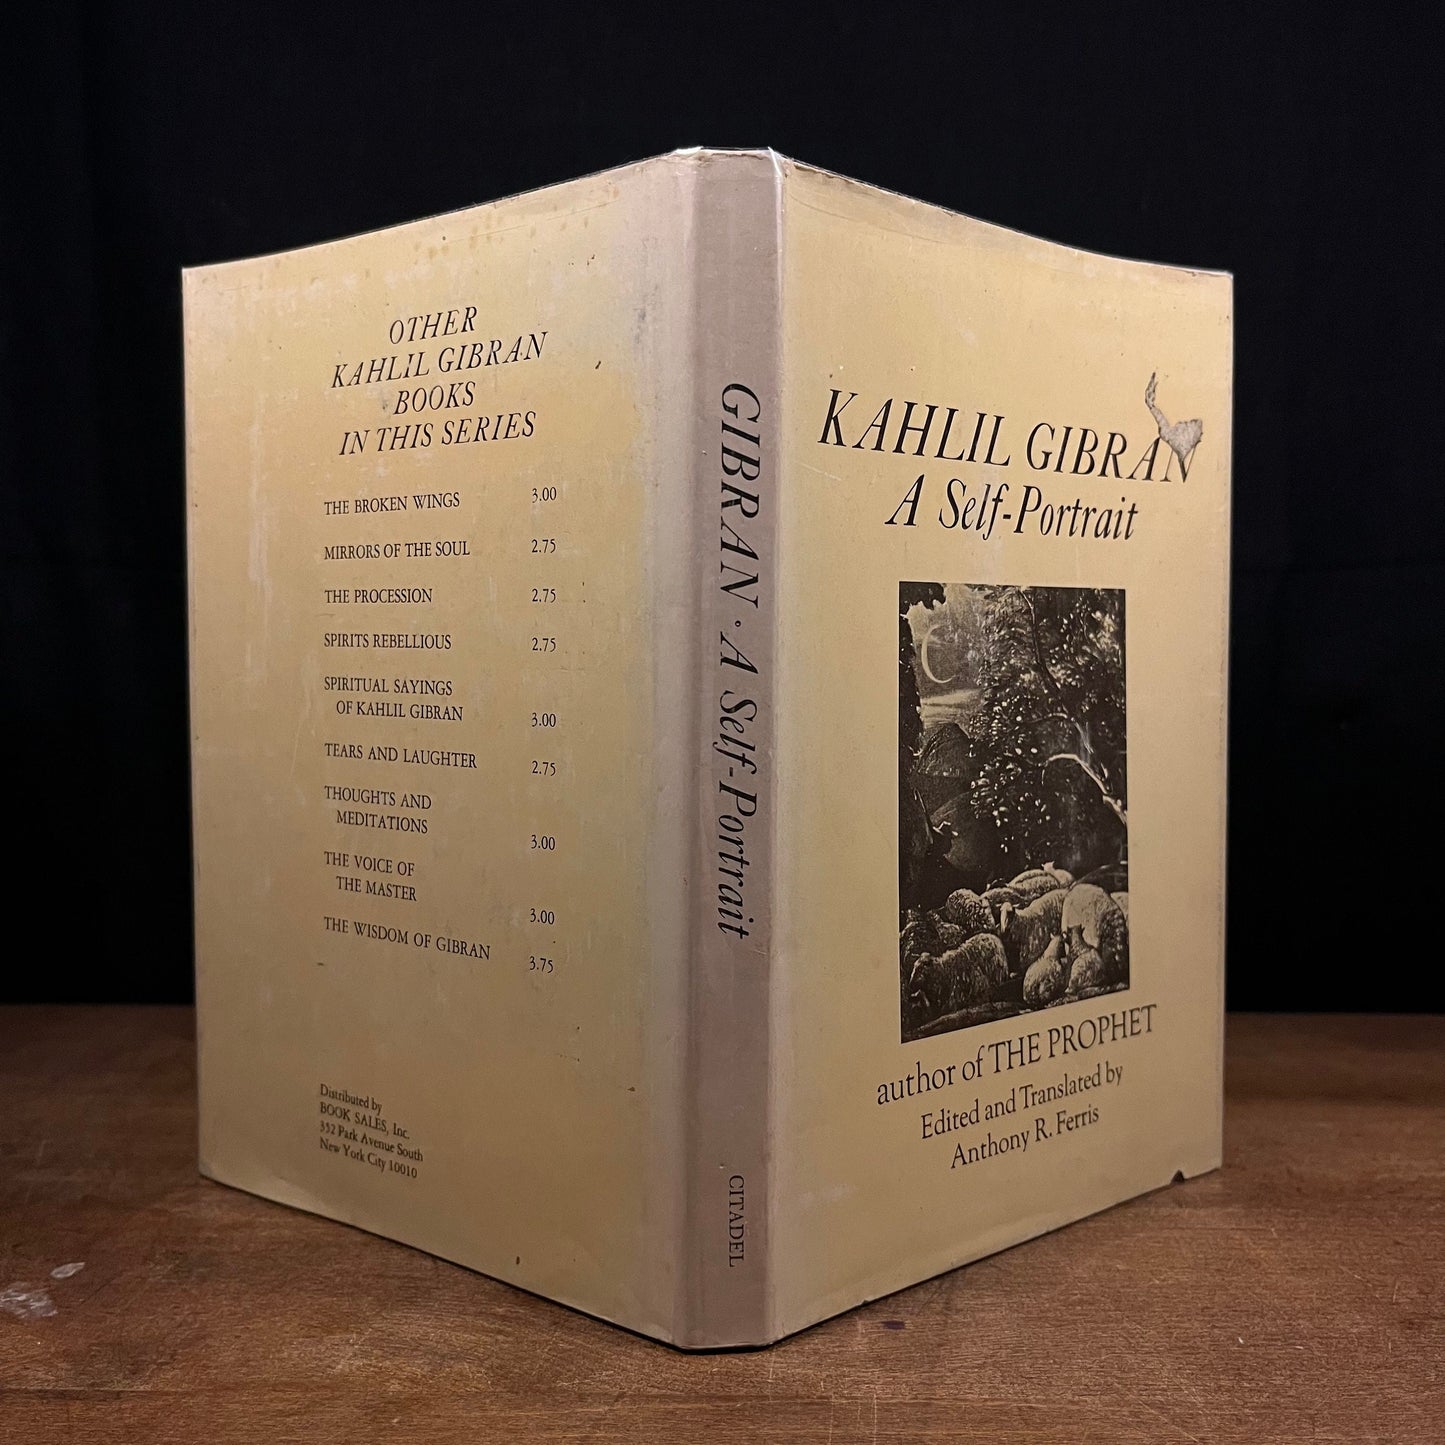 OTHER
KAHLIL GIBRAN
BOOKS
IN THIS SERIES
THE BROKEN WINGS 3.00
MIRRORS OF THE SOUL 2.75
THE PROCESSION 2.75
SPIRITS REBELLIOUS 2.75
SPIRITUAL SAYINGS
OF KAHLIL GIBRAN 3.00
TEARS AND LAUGHTER 2.75
THOUGHTS AND
MEDITATIONS 3.00
THE VOICE OF
THE MASTER 3.00
THE WISDOM OF GIBRAN 3.75
Distributed by
BOOK SALES, Inc.
352 Park Avenue South
New York City 10010
GIBRAN · A Self-Portrait
CITADEL
KAHLIL GIBRAN
A Self-Portrait
author of THE PROPHET
Edited and Translated by
Anthony R. Ferris